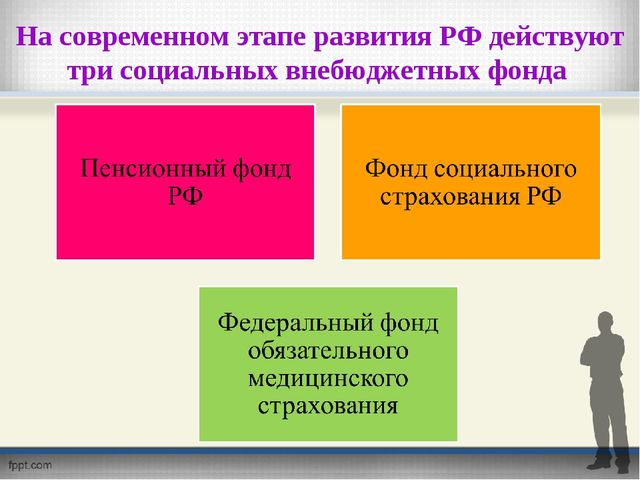 На современном этапе развития РФ действуют
три социальных внебюджетных фонда
Пенсионный фонд
РФ
Фонд социального
страхования РФ
Федеральный фонд
обязательного
медицинского
страхования
fppt.com